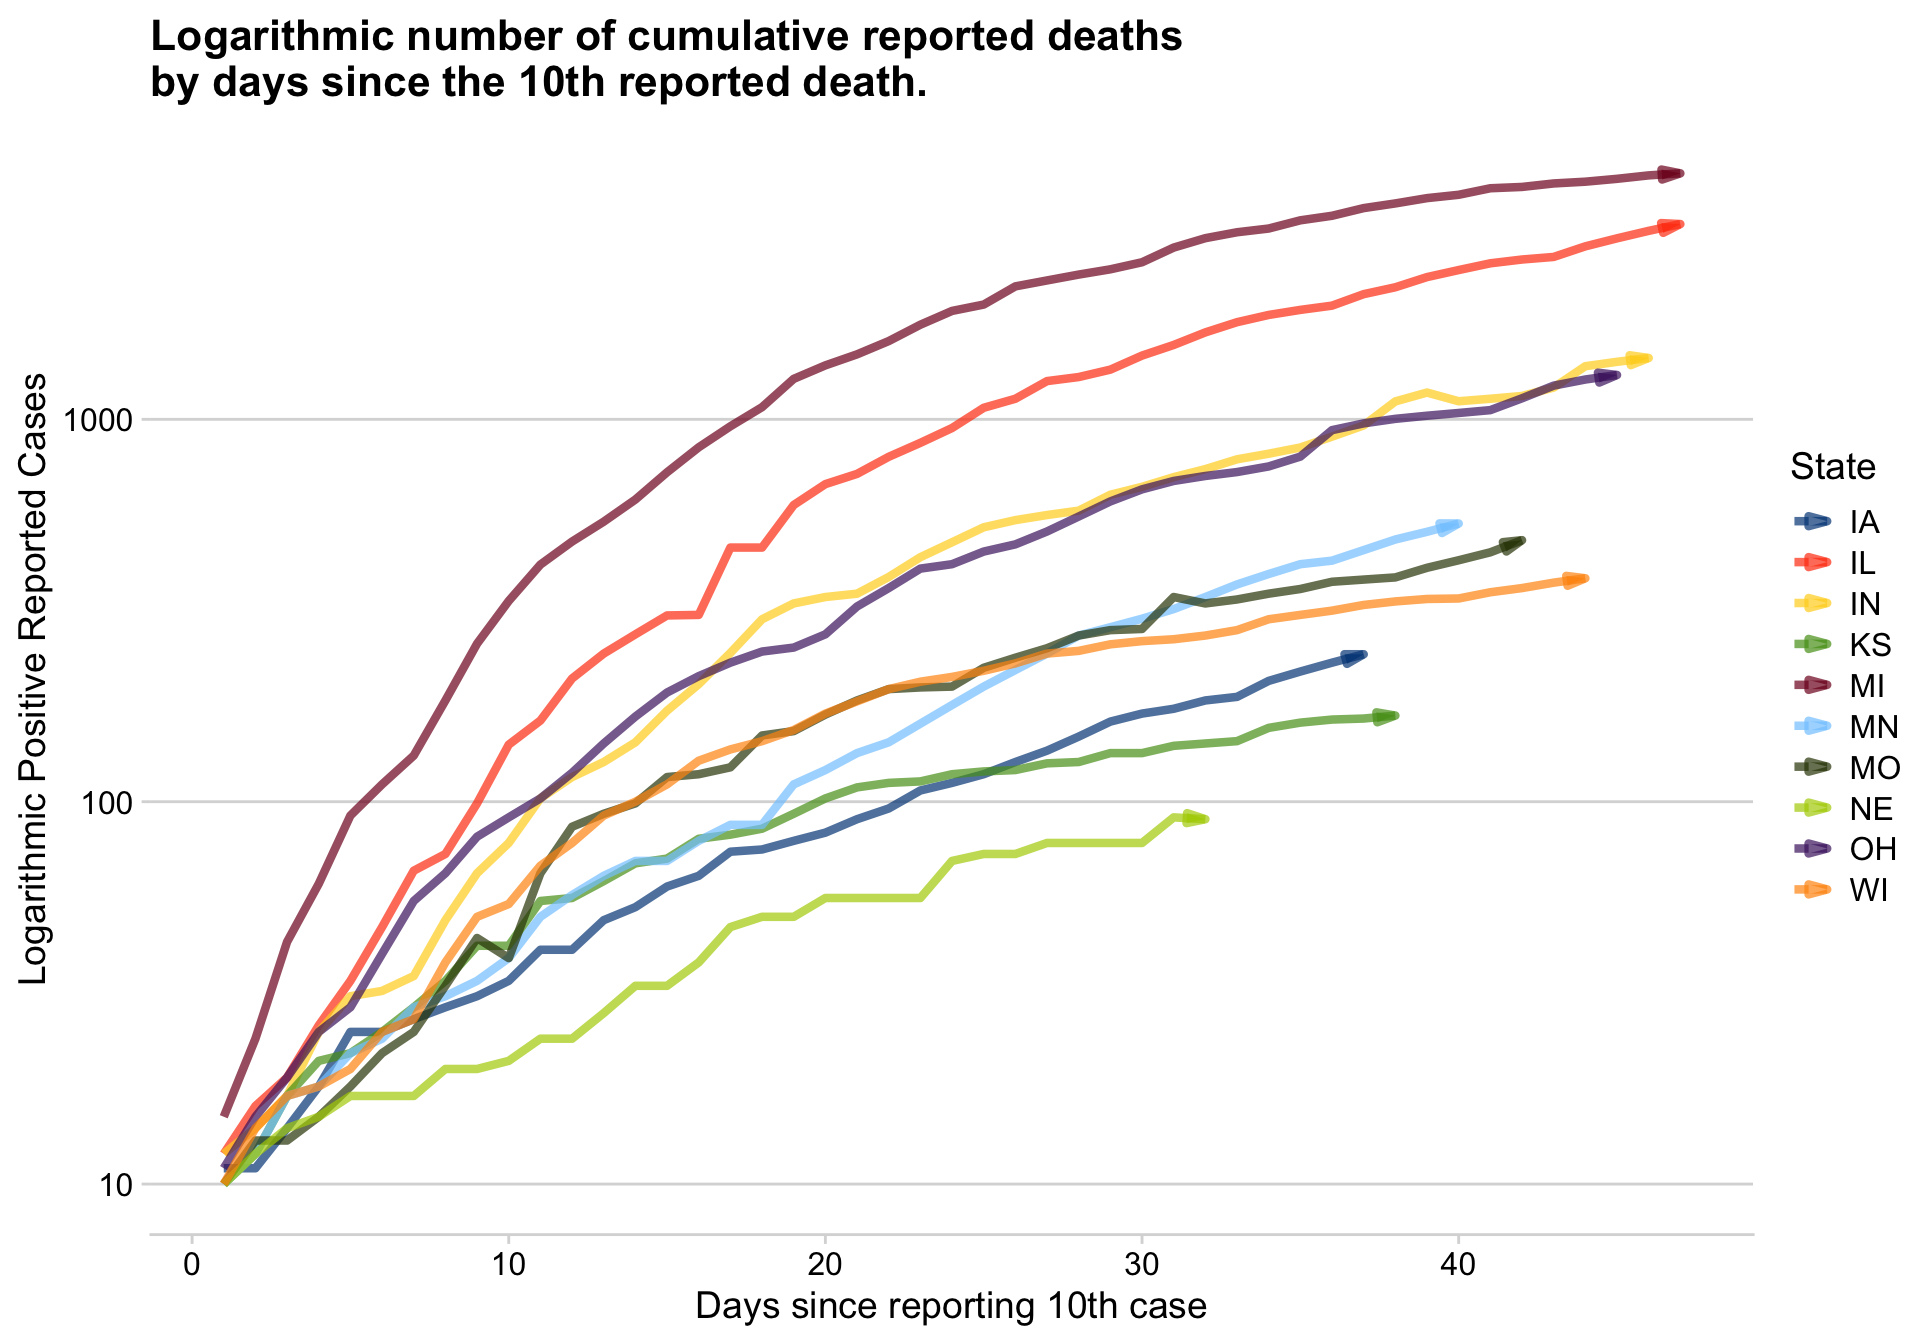 Logarithmic number of cumulative reported deaths
by days since the 10th reported death.
Logarithmic Positive Reported Cases
1000
100
10
0
10
20
30
40
Days since reporting 10th case
State
IA
IL
IN
KS
MI
MN
MO
NE
OH
WI